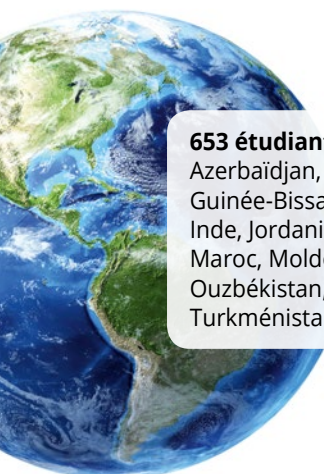 653 étudiant
Azerbaïdjan,
Guinée-Bissa
Inde, Jordani
Maroc, Mold
Ouzbékistan,
Turkménista